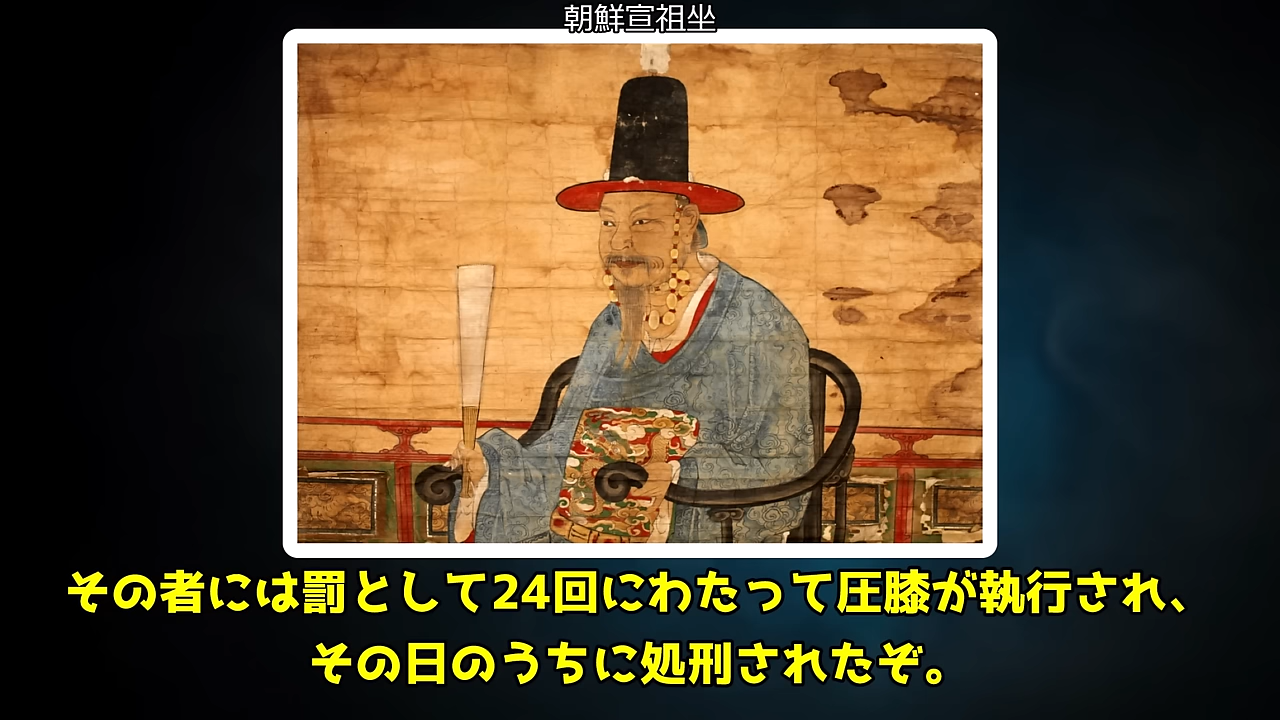 朝鮮宣祖坐
その者には罰として24回にわたって圧膝が執行され、
その日のうちに処刑されたぞ。